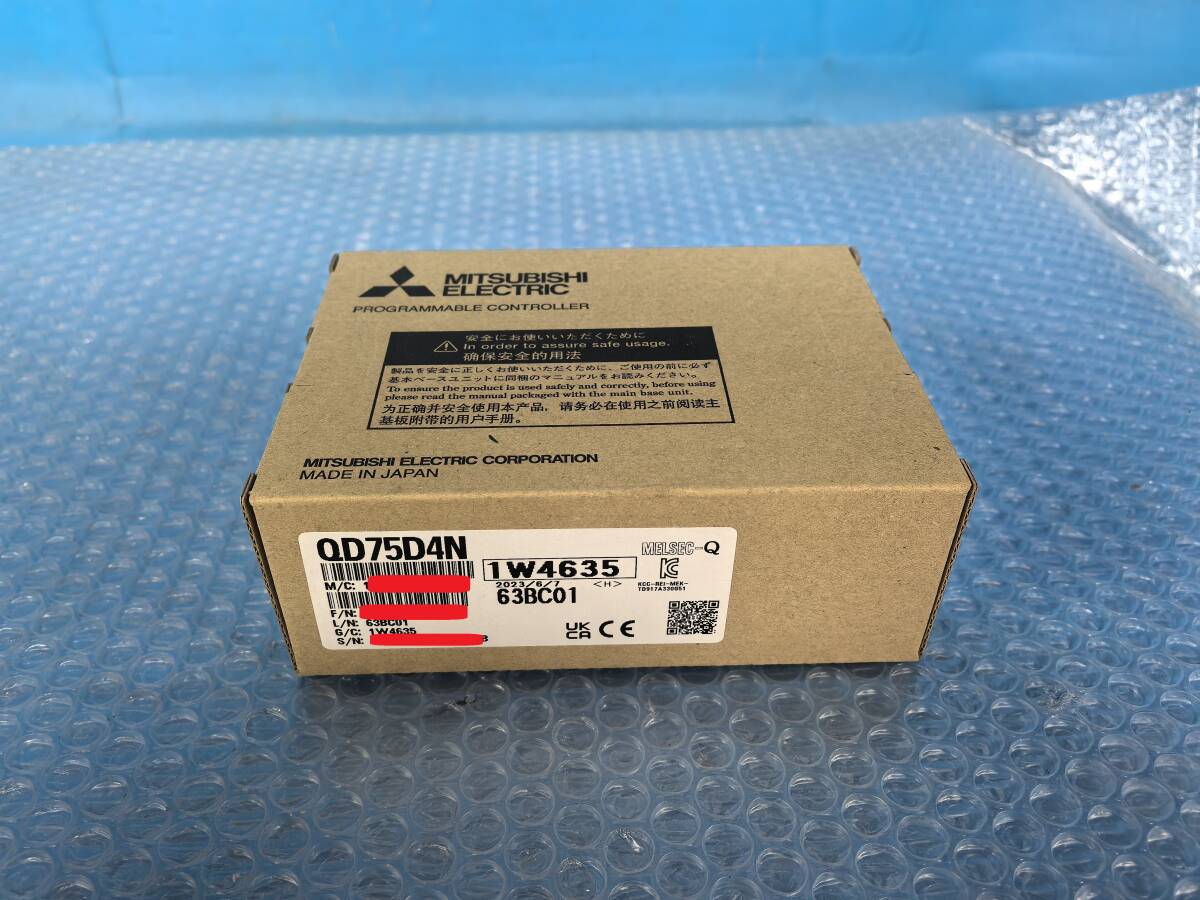 MITSUBISHI
ELECTRIC
PROGRAMMABLE CONTROLLER
安全にお使いいただくために
In order to assure safe usage.
确保安全的用法
製品を安全に正しくお使いいただくために、ご使用の前に必ず
基本ベースユニットに同梱のマニュアルをお読みください。
To ensure the product is used safely and correctly, before using
please read the manual packaged with the main base unit.
为正确并安全使用本产品，请务必在使用之前阅读主
基板附带的用户手册。
MITSUBISHI ELECTRIC CORPORATION
MADE IN JAPAN
QD75D4N
MELSEC-Q
1W4635
2023/6/7 <H>
63BC01
KCC-REI-MEK-
TD917A330851
M/C: 1
F/N:
L/N: 63BC01
G/C: 1W4635
S/N:
UK
CA CE